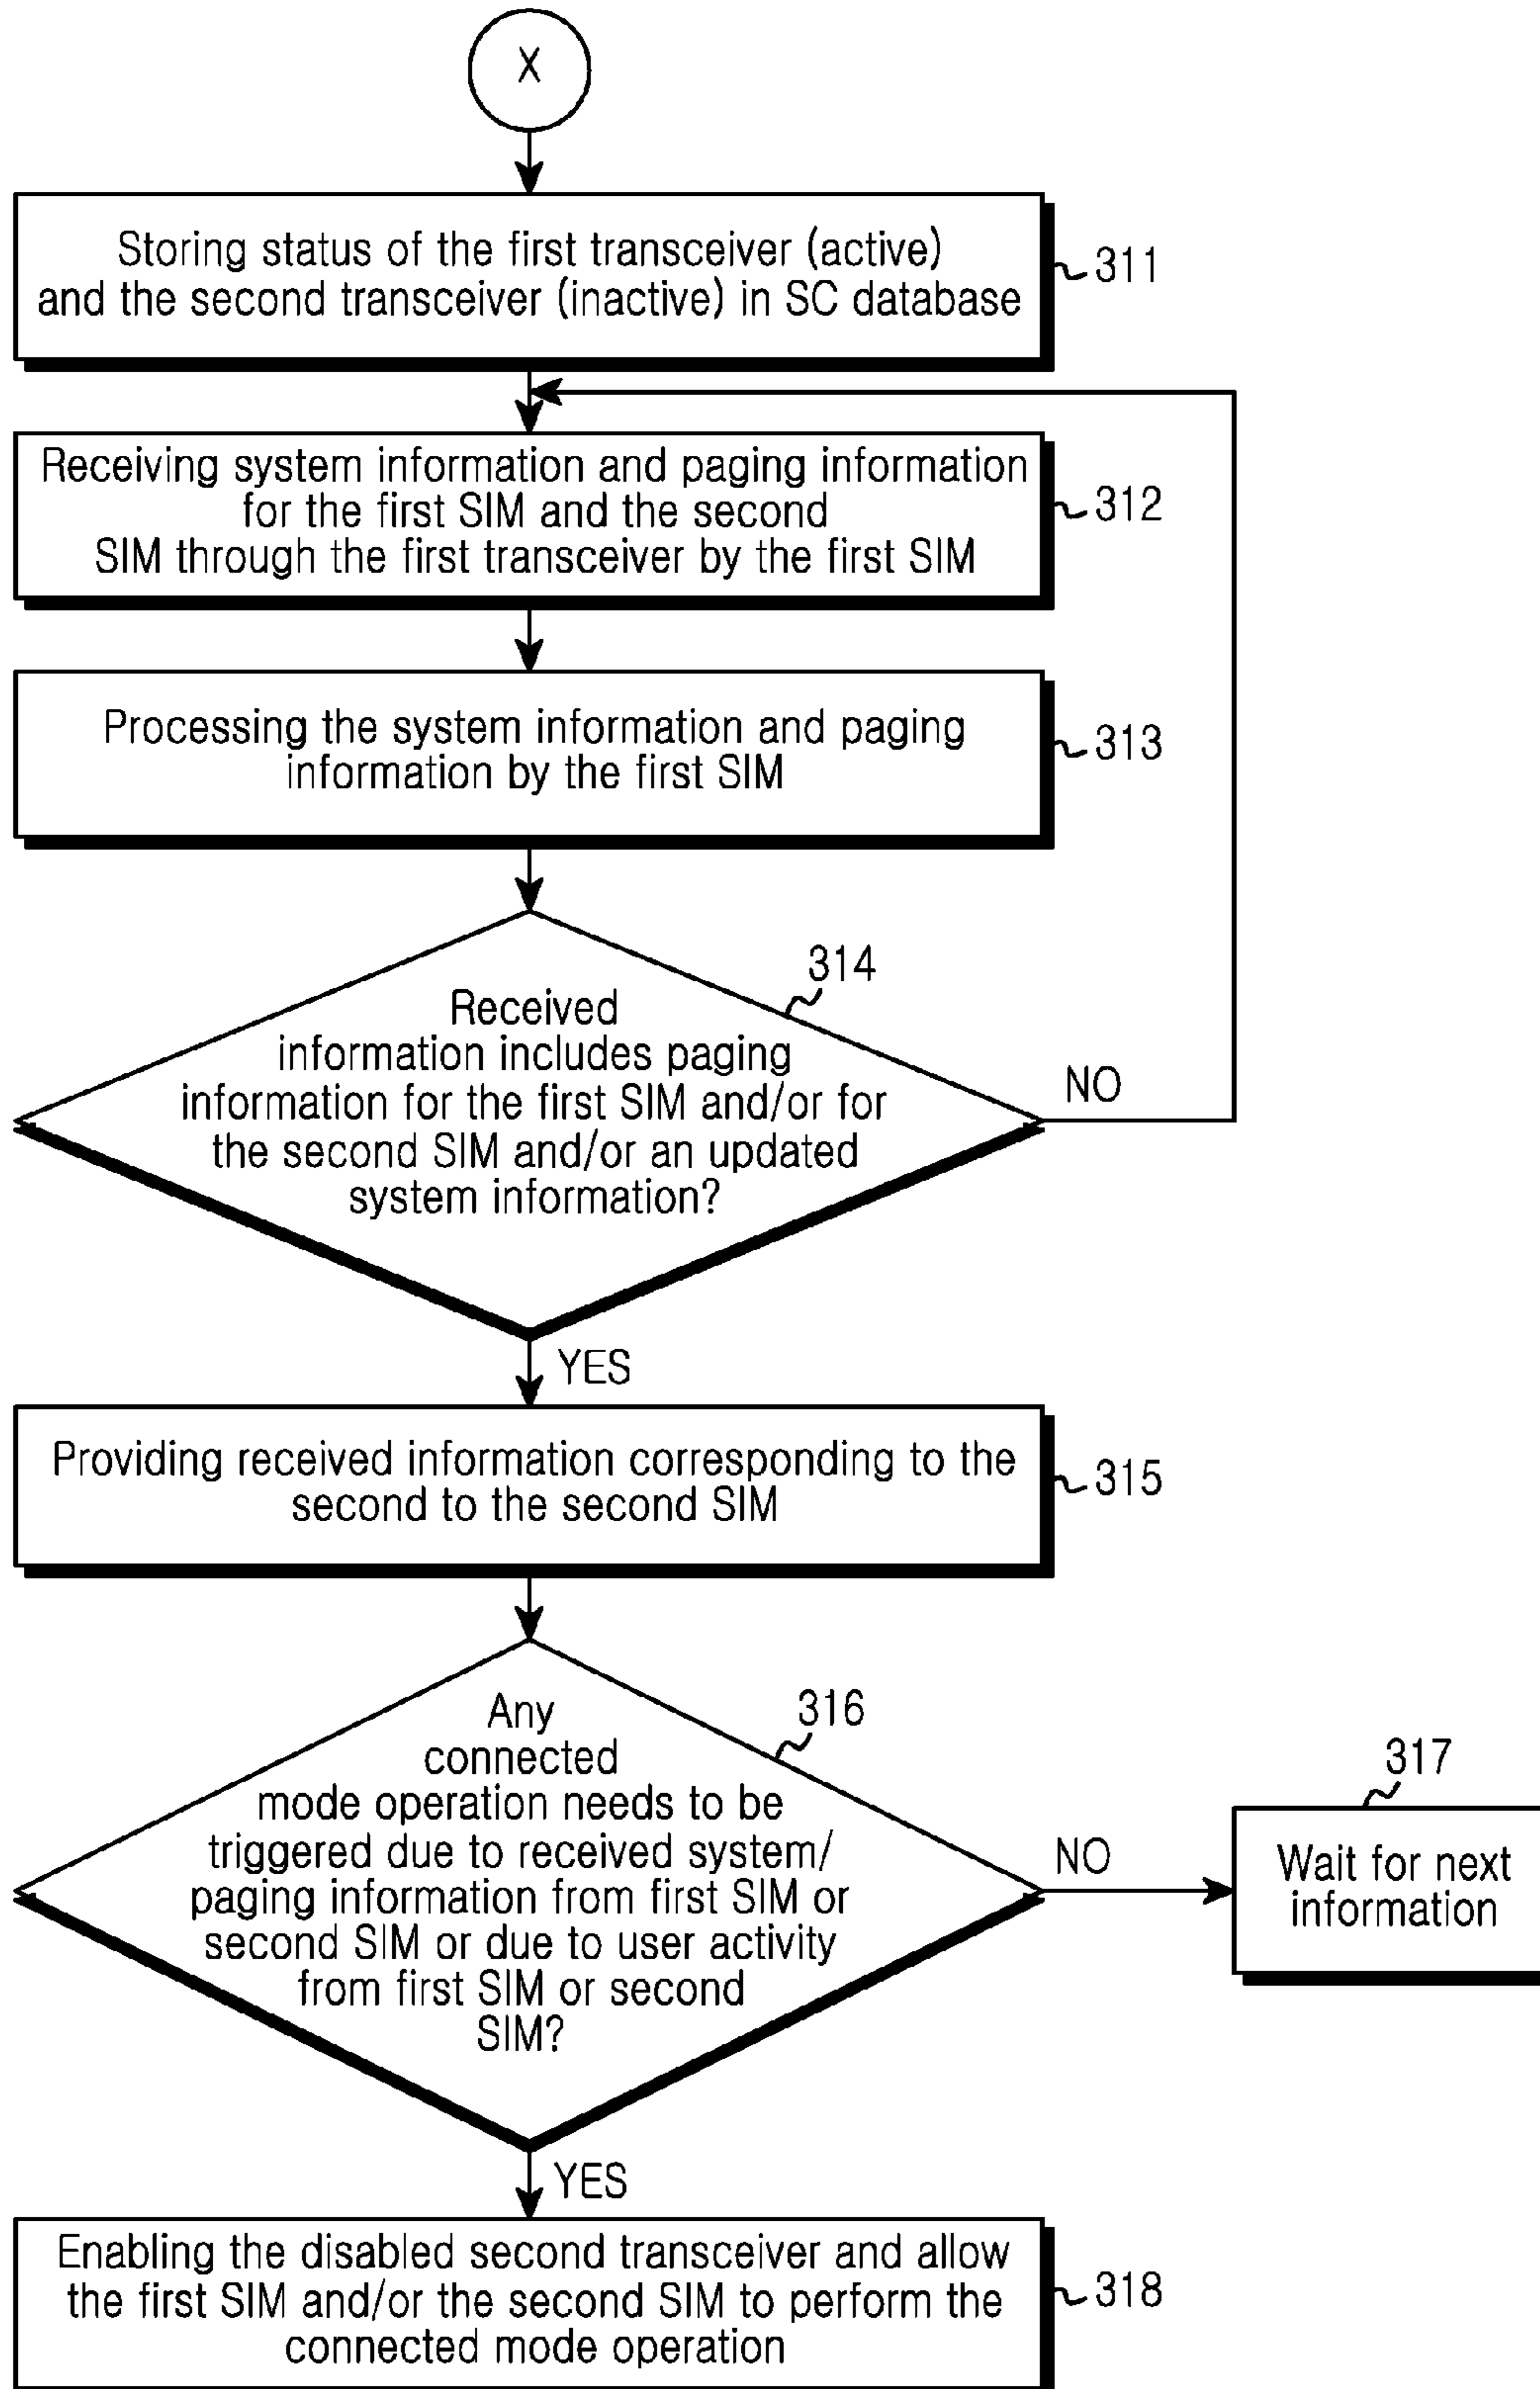 X
Storing status of the first transceiver (active)
and the second transceiver (inactive) in SC database
311
Receiving system information and paging information
for the first SIM and the second
SIM through the first transceiver by the first SIM
312
Processing the system information and paging
information by the first SIM
313
314
Received
information includes paging
information for the first SIM and/or for
the second SIM and/or an updated
system information?
NO
YES
Providing received information corresponding to the
second to the second SIM
315
316
Any
connected
mode operation needs to be
triggered due to received system/
paging information from first SIM or
second SIM or due to user activity
from first SIM or second
SIM?
NO
317
Wait for next
information
YES
Enabling the disabled second transceiver and allow
the first SIM and/or the second SIM to perform the
connected mode operation
318